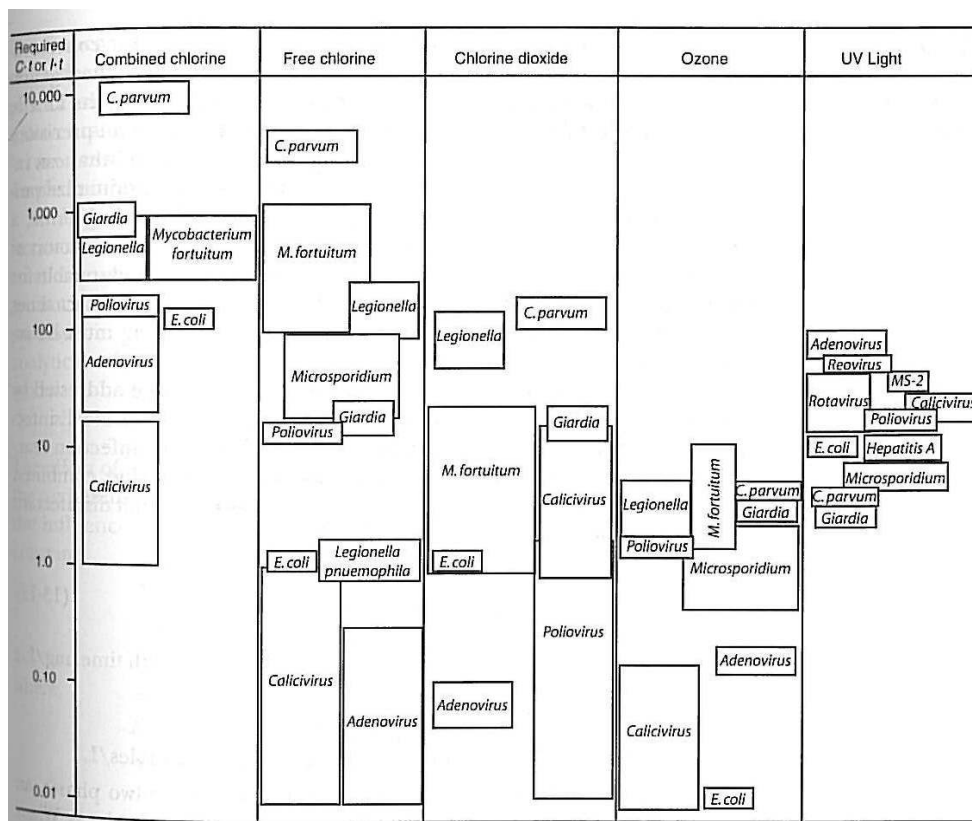 Required
C·t or I·t
Combined chlorine
Free chlorine
Chlorine dioxide
Ozone
UV Light
10,000
1,000
100
10
1.0
0.10
0.01
C. parvum
Giardia
Legionella
Mycobacterium
fortuitum
Poliovirus
E. coli
Adenovirus
Calicivirus
C. parvum
M. fortuitum
Legionella
Microsporidium
Giardia
Poliovirus
E. coli
Legionella
pnuemophila
Calicivirus
Adenovirus
C. parvum
Legionella
Giardia
M. fortuitum
Calicivirus
E. coli
Poliovirus
Adenovirus
Legionella
M. fortuitum
C. parvum
Giardia
Poliovirus
Microsporidium
Adenovirus
Calicivirus
E. coli
Adenovirus
Reovirus
MS-2
Rotavirus
Calicivirus
Poliovirus
E. coli
Hepatitis A
Microsporidium
C. parvum
Giardia